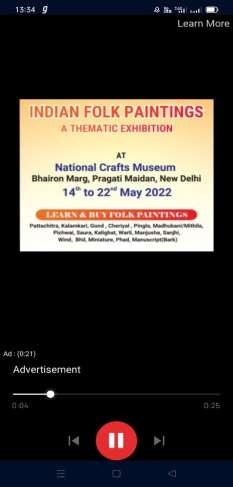 13:34 g
Learn More
INDIAN FOLK PAINTINGS
A THEMATIC EXHIBITION
AT
National Crafts Museum
Bhairon Marg, Pragati Maidan, New Delhi
14th to 22nd May 2022
LEARN & BUY FOLK PAINTINGS
Pattachitra, Kalamkari, Gond , Cheriyal , Pingla, Madhubani/Mithila,
Pichwai, Saura, Kalighat, Warli, Manjusha, Sanjhi,
Wind, Bhil, Miniature, Phad, Manuscript(Bark)
Ad : (0:21)
Advertisement
0:04
0:25